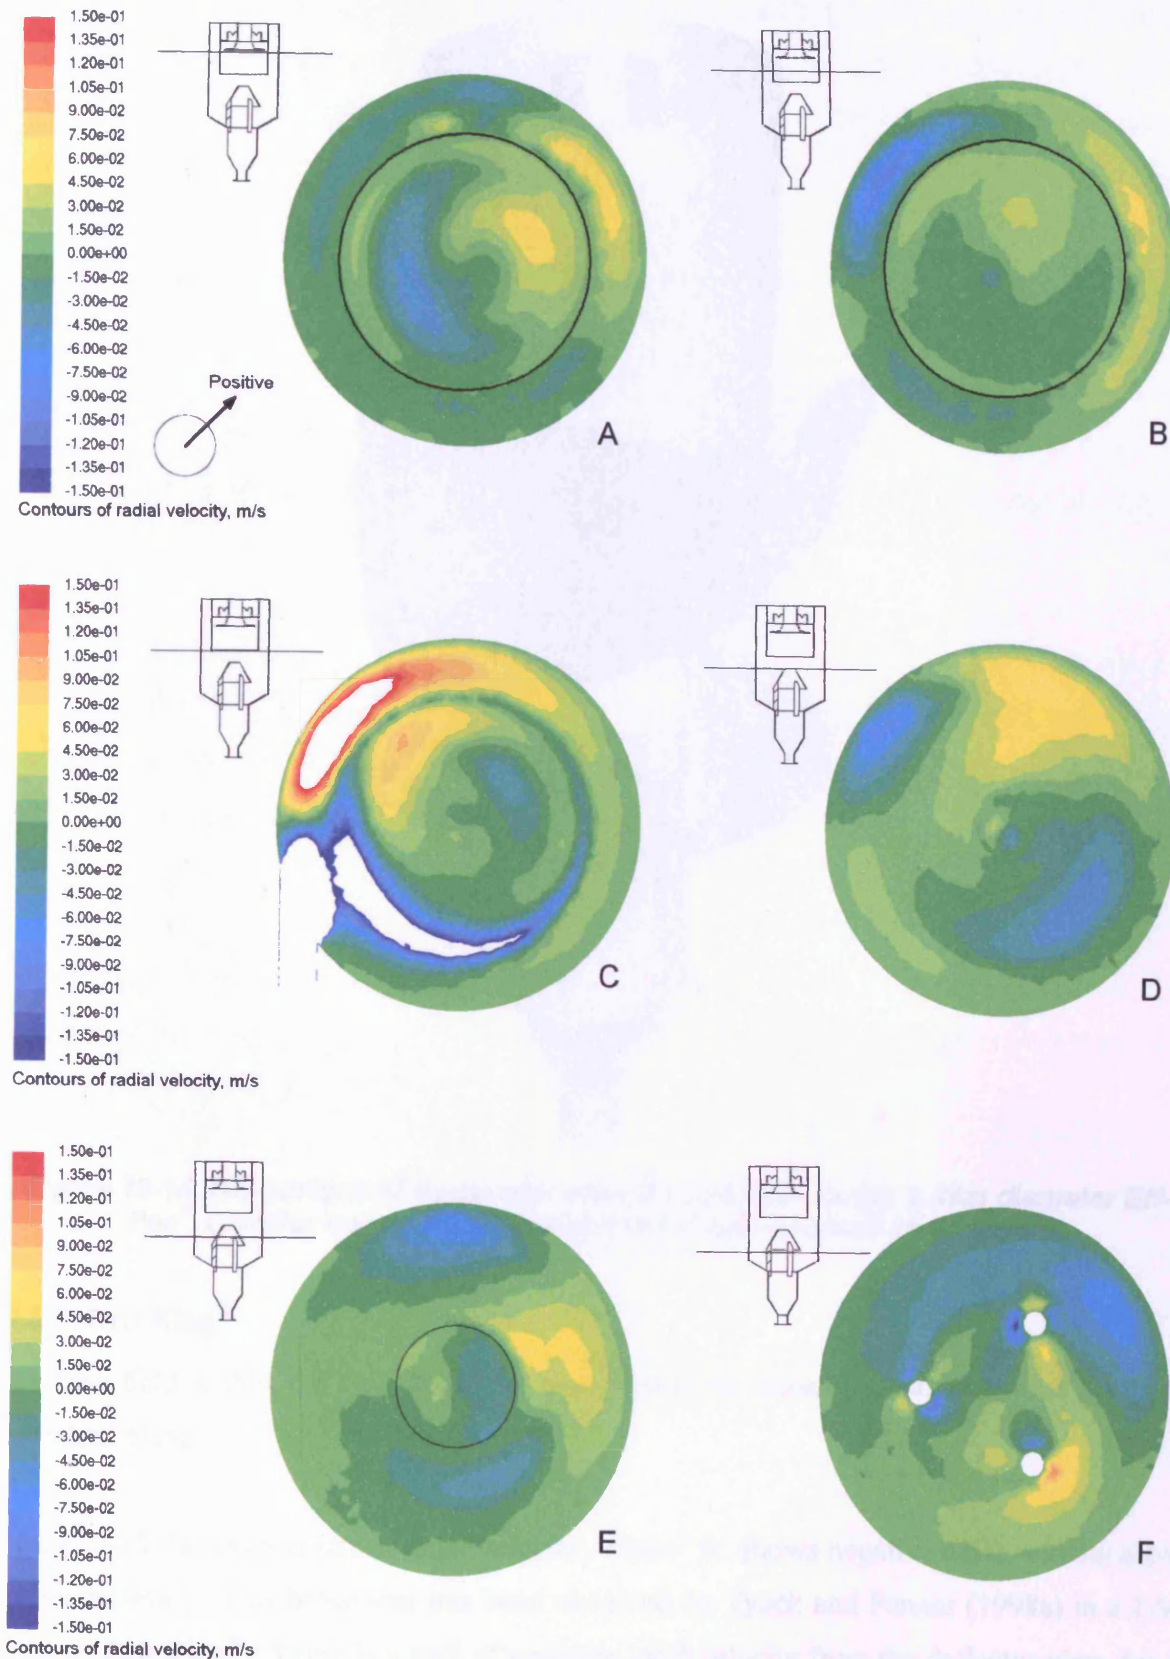 1.50e-01
1.35e-01
1.20e-01
1.05e-01
9.00e-02
7.50e-02
6.00e-02
4.50e-02
3.00e-02
1.50e-02
0.00e+00
-1.50e-02
-3.00e-02
-4.50e-02
-6.00e-02
-7.50e-02
-9.00e-02
-1.05e-01
-1.20e-01
-1.35e-01
-1.50e-01
Contours of radial velocity, m/s
Positive
A
B
1.50e-01
1.35e-01
1.20e-01
1.05e-01
9.00e-02
7.50e-02
6.00e-02
4.50e-02
3.00e-02
1.50e-02
0.00e+00
-1.50e-02
-3.00e-02
-4.50e-02
-6.00e-02
-7.50e-02
-9.00e-02
-1.05e-01
-1.20e-01
-1.35e-01
-1.50e-01
Contours of radial velocity, m/s
C
D
1.50e-01
1.35e-01
1.20e-01
1.05e-01
9.00e-02
7.50e-02
6.00e-02
4.50e-02
3.00e-02
1.50e-02
0.00e+00
-1.50e-02
-3.00e-02
-4.50e-02
-6.00e-02
-7.50e-02
-9.00e-02
-1.05e-01
-1.20e-01
-1.35e-01
-1.50e-01
Contours of radial velocity, m/s
E
F